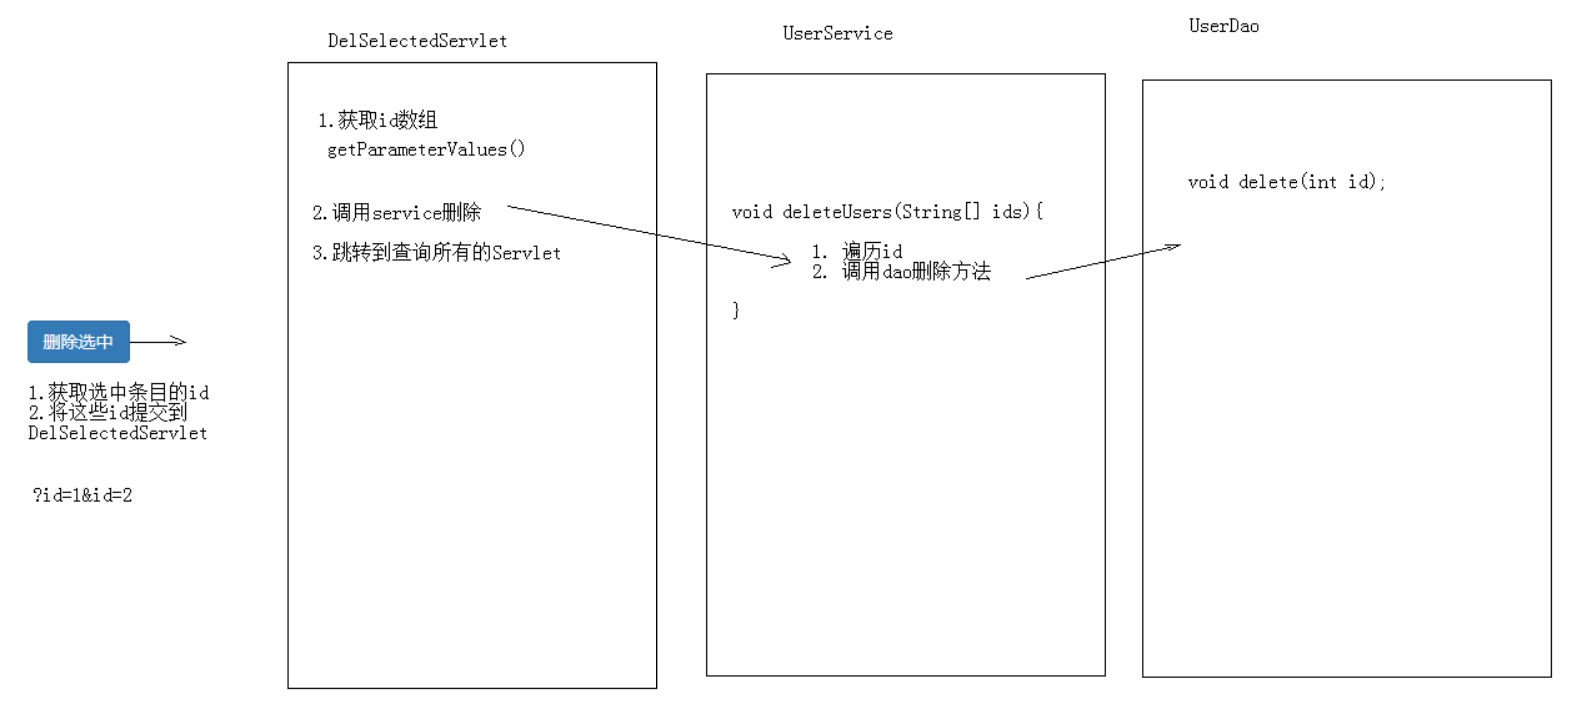 DelSelectedServlet
1.获取id数组
getParameterValues()
2.调用service删除
3.跳转到查询所有的Servlet
UserService
void deleteUsers(String[] ids){
1. 遍历id
2. 调用dao删除方法
}
UserDao
void delete(int id);
删除选中
1.获取选中条目的id
2.将这些id提交到
DelSelectedServlet
?id=1&id=2